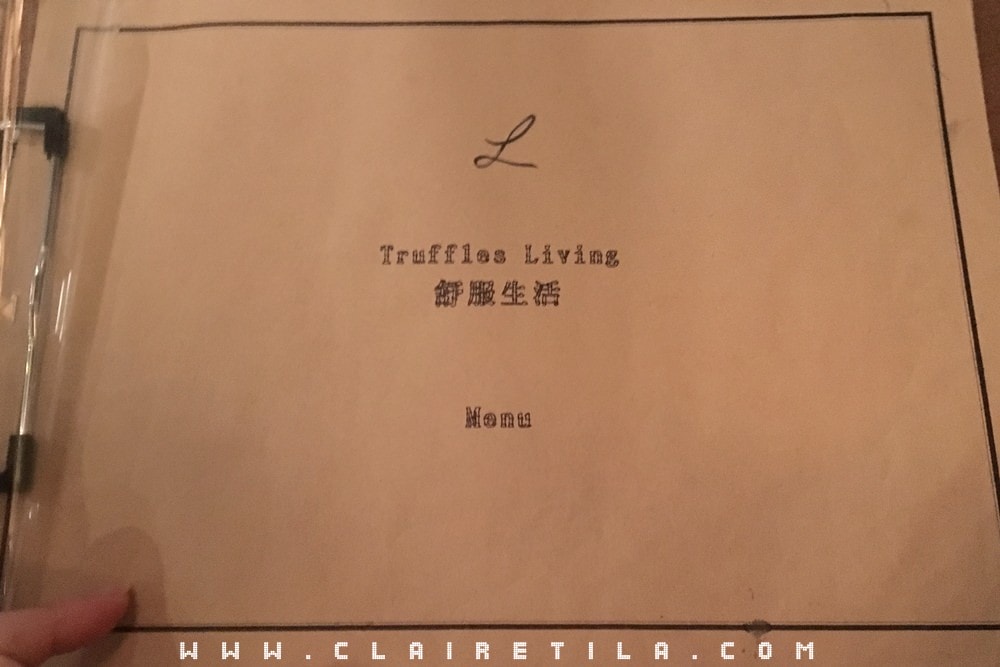 L
Truffles Living
舒服生活
Menu
WWW.CLAIRETILA.COM